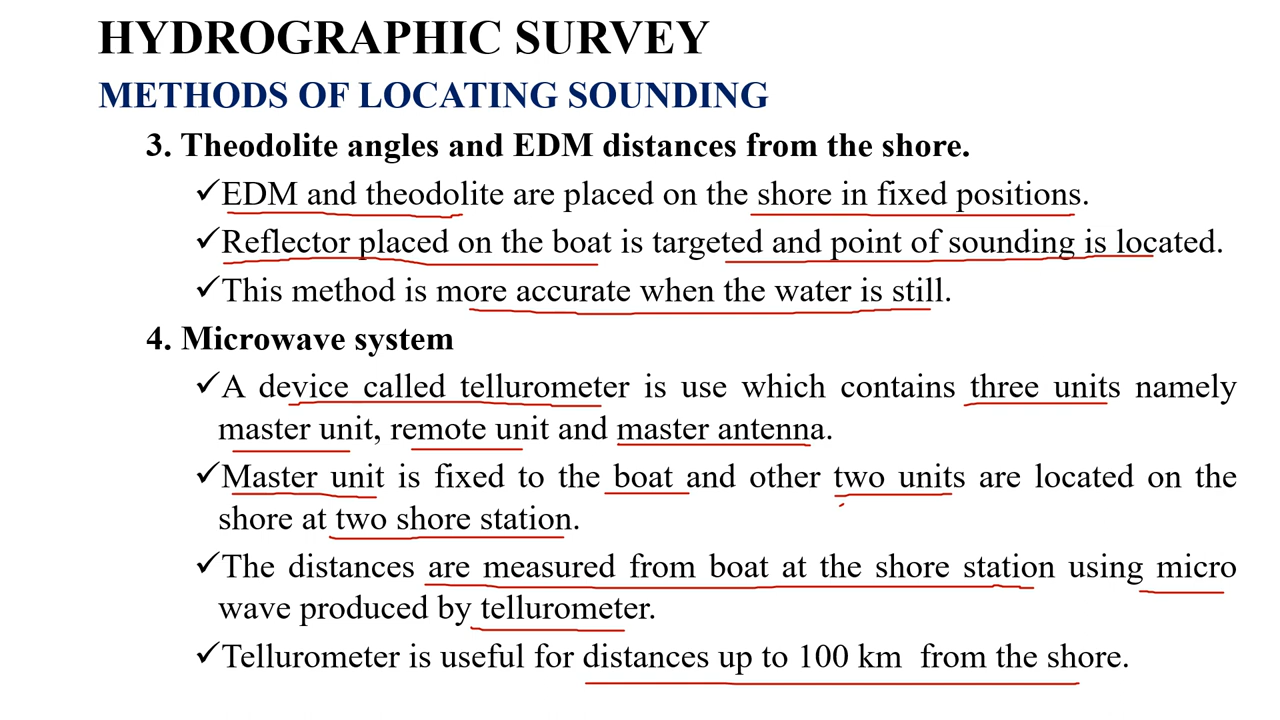 HYDROGRAPHIC SURVEY
METHODS OF LOCATING SOUNDING
3. Theodolite angles and EDM distances from the shore.
✓EDM and theodolite are placed on the shore in fixed positions.
✓Reflector placed on the boat is targeted and point of sounding is located.
✓This method is more accurate when the water is still.
4. Microwave system
✓A device called tellurometer is use which contains three units namely
master unit, remote unit and master antenna.
✓Master unit is fixed to the boat and other two units are located on the
shore at two shore station.
✓The distances are measured from boat at the shore station using micro
wave produced by tellurometer.
✓Tellurometer is useful for distances up to 100 km from the shore.